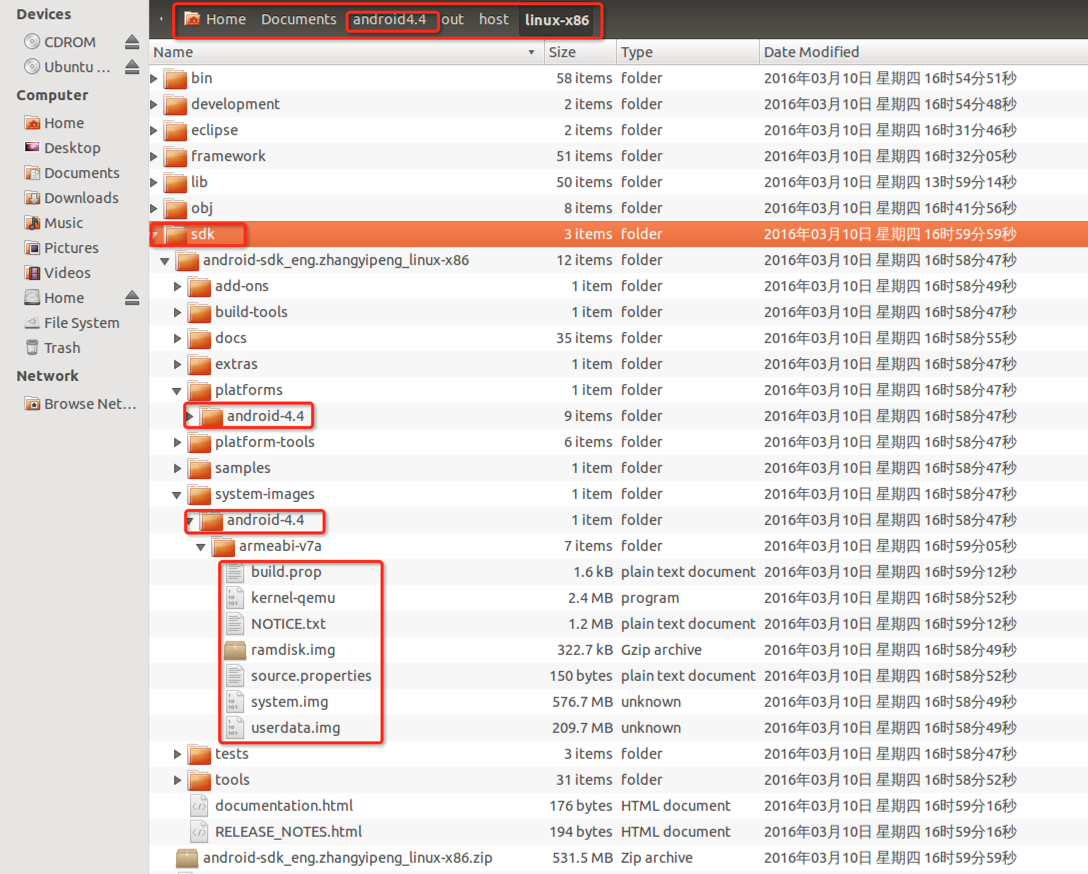 Devices
CDROM
Ubuntu ...
Computer
Home
Desktop
Documents
Downloads
Music
Pictures
Videos
Home
File System
Trash
Network
Browse Net...
Home Documents android4.4 out host linux-x86
Name Size Type Date Modified
bin 58 items folder 2016年03月10日 星期四 16时54分51秒
development 2 items folder 2016年03月10日 星期四 16时54分48秒
eclipse 2 items folder 2016年03月10日 星期四 16时31分46秒
framework 51 items folder 2016年03月10日 星期四 16时32分05秒
lib 50 items folder 2016年03月10日 星期四 13时59分14秒
obj 8 items folder 2016年03月10日 星期四 16时41分56秒
sdk 3 items folder 2016年03月10日 星期四 16时59分59秒
android-sdk_eng.zhangyipeng_linux-x86 12 items folder 2016年03月10日 星期四 16时58分47秒
add-ons 1 item folder 2016年03月10日 星期四 16时58分49秒
build-tools 1 item folder 2016年03月10日 星期四 16时58分47秒
docs 35 items folder 2016年03月10日 星期四 16时58分55秒
extras 1 item folder 2016年03月10日 星期四 16时58分47秒
platforms 1 item folder 2016年03月10日 星期四 16时58分47秒
android-4.4 9 items folder 2016年03月10日 星期四 16时58分47秒
platform-tools 6 items folder 2016年03月10日 星期四 16时58分47秒
samples 1 item folder 2016年03月10日 星期四 16时58分47秒
system-images 1 item folder 2016年03月10日 星期四 16时58分47秒
android-4.4 1 item folder 2016年03月10日 星期四 16时58分47秒
armeabi-v7a 7 items folder 2016年03月10日 星期四 16时59分05秒
build.prop 1.6 kB plain text document 2016年03月10日 星期四 16时59分12秒
kernel-qemu 2.4 MB program 2016年03月10日 星期四 16时58分52秒
NOTICE.txt 1.2 MB plain text document 2016年03月10日 星期四 16时59分12秒
ramdisk.img 322.7 kB Gzip archive 2016年03月10日 星期四 16时58分49秒
source.properties 150 bytes plain text document 2016年03月10日 星期四 16时58分52秒
system.img 576.7 MB unknown 2016年03月10日 星期四 16时58分49秒
userdata.img 209.7 MB unknown 2016年03月10日 星期四 16时58分49秒
tests 3 items folder 2016年03月10日 星期四 16时58分47秒
tools 31 items folder 2016年03月10日 星期四 16时58分52秒
documentation.html 176 bytes HTML document 2016年03月10日 星期四 16时59分16秒
RELEASE_NOTES.html 194 bytes HTML document 2016年03月10日 星期四 16时59分16秒
android-sdk_eng.zhangyipeng_linux-x86.zip 531.5 MB Zip archive 2016年03月10日 星期四 16时59分59秒